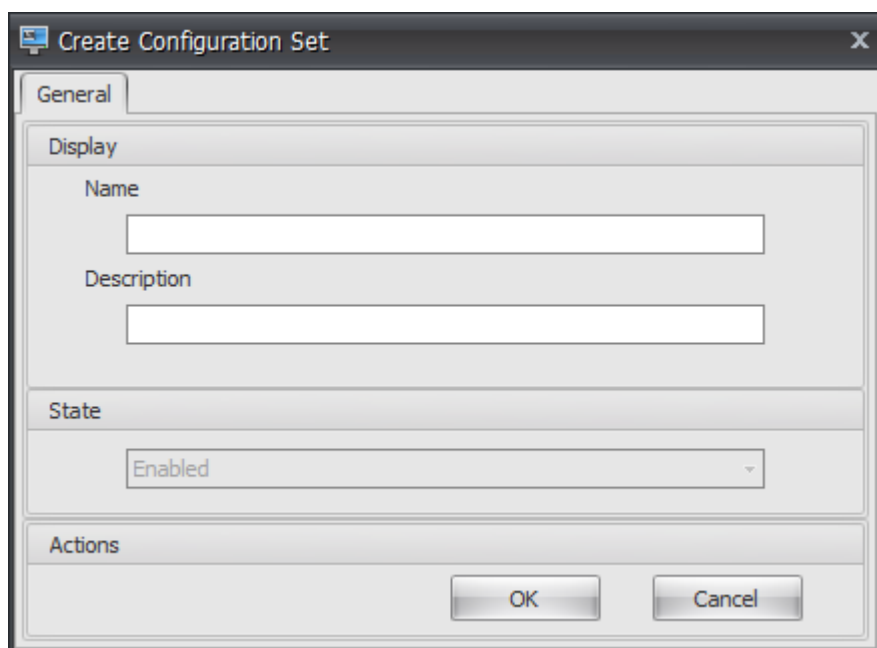 Create Configuration Set
General
Display
Name
Description
State
Enabled
Actions
OK Cancel